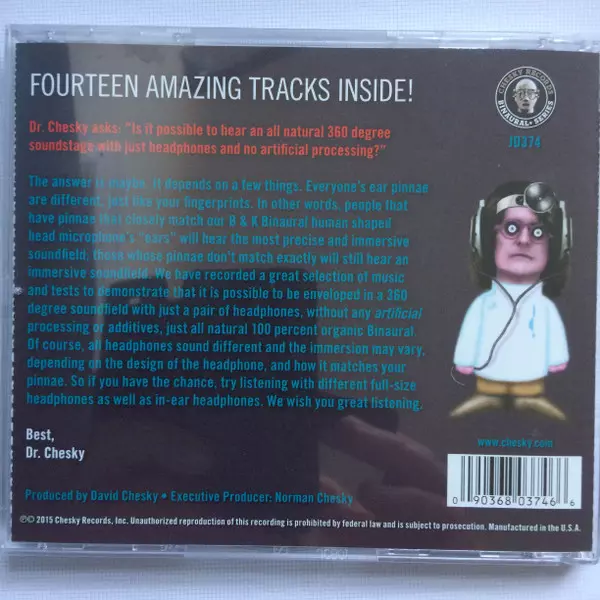 FOURTEEN AMAZING TRACKS INSIDE!
CHESKY RECORDS
BINAURAL+ SERIES
JD374
Dr. Chesky asks: "Is it possible to hear an all natural 360 degree
soundstage with just headphones and no artificial processing?"
The answer is maybe, it depends on a few things. Everyone's ear pinnae
are different, just like your fingerprints. In other words, people that
have pinnae that closely match our B & K Binaural human shaped
head microphone's "ears" will hear the most precise and immersive
soundfield, those whose pinnae don't match exactly will still hear an
immersive soundfield. We have recorded a great selection of music
and tests to demonstrate that it is possible to be enveloped in a 360
degree soundfield with just a pair of headphones, without any artificial
processing or additives, just all natural 100 percent organic Binaural.
Of course, all headphones sound different and the immersion may vary,
depending on the design of the headphone, and how it matches your
pinnae. So if you have the chance, try listening with different full-size
headphones as well as in-ear headphones. We wish you great listening.
Best,
Dr. Chesky
www.chesky.com
0 90368 03746 6
Produced by David Chesky • Executive Producer: Norman Chesky
℗© 2015 Chesky Records, Inc. Unauthorized reproduction of this recording is prohibited by federal law and is subject to prosecution. Manufactured in the U.S.A.